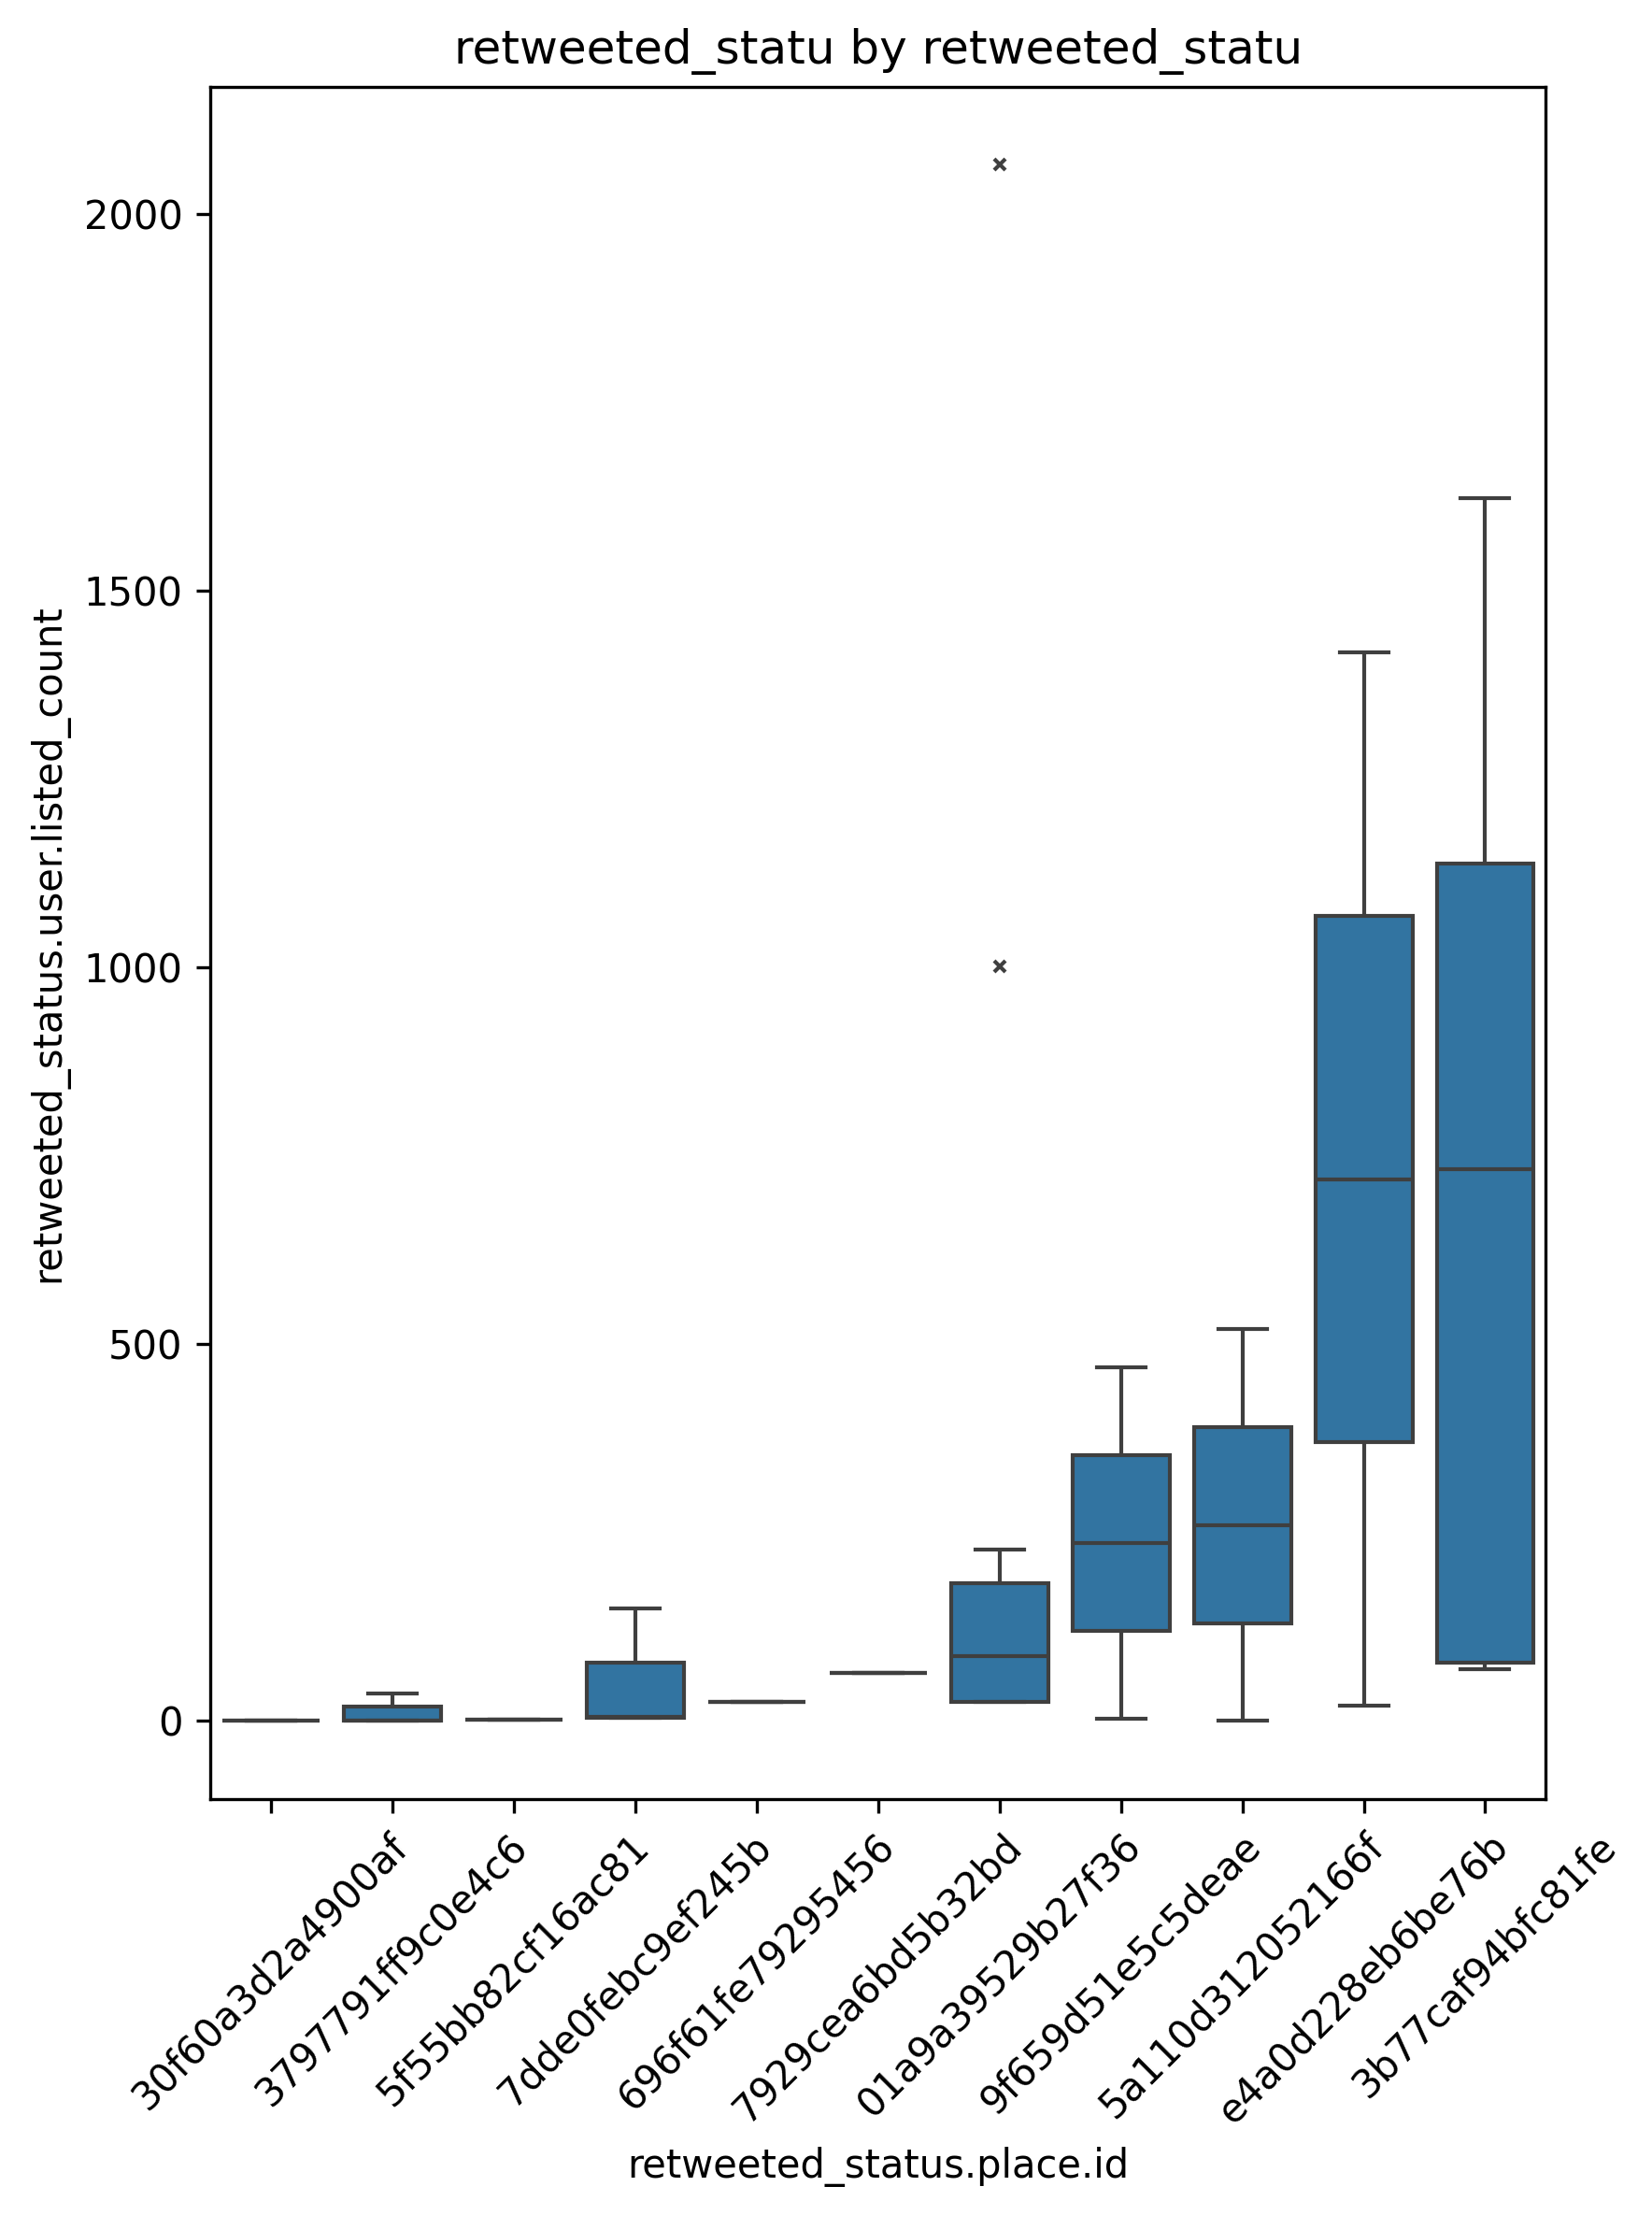 retweeted_statu by retweeted_statu
retweeted_status.user.listed_count
2000
1500
1000
500
0
30f60a3d2a4900af
379791ff9c0e4c6
5f55bb82cf16ac81
7dde0febc9ef245b
696f61fe79295456
7929cea6bd5b32bd
01a9a39529b27f36
9f659d51e5c5deae
5a110d312052166f
e4a0d228eb6be76b
3b77caf94bfc81fe
retweeted_status.place.id